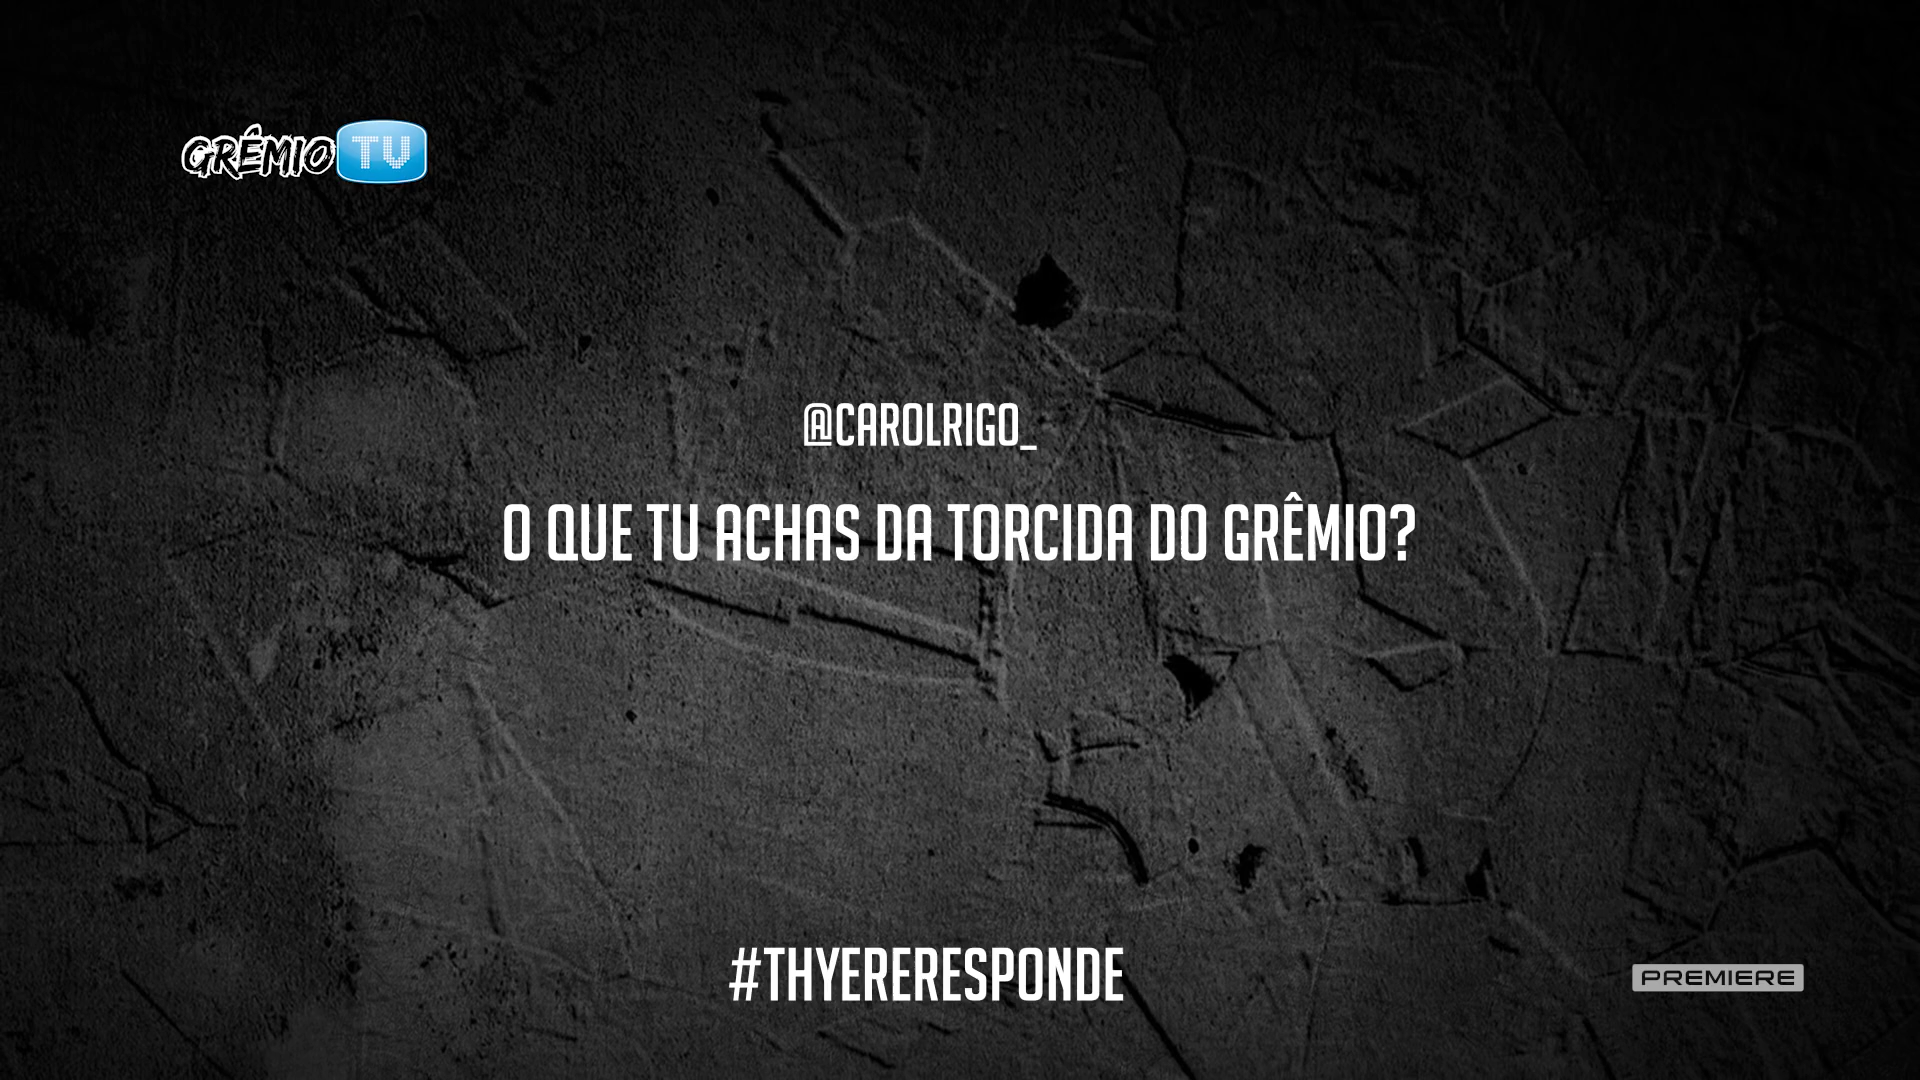 GRÊMIO TV
@CAROLRIGO_
O QUE TU ACHAS DA TORCIDA DO GRÊMIO?
#THYERERESPONDE
PREMIERE